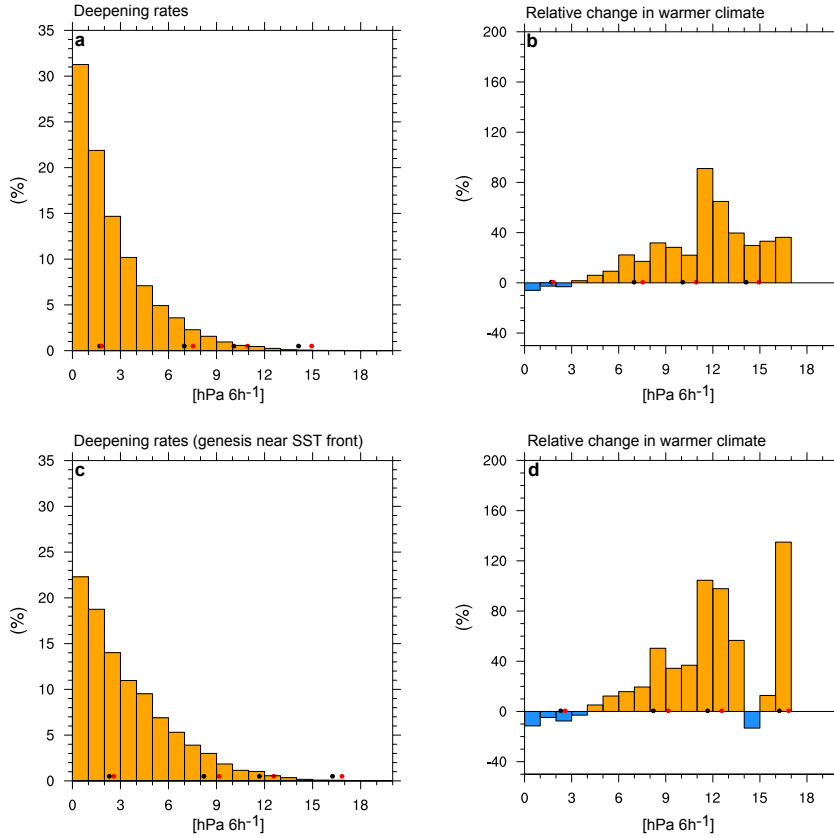 Deepening rates
a
35
30
25
20
15
10
5
0
(%)
0 3 6 9 12 15 18
[hPa 6h-1]
Relative change in warmer climate
b
200
160
120
80
40
0
-40
(%)
0 3 6 9 12 15 18
[hPa 6h-1]
Deepening rates (genesis near SST front)
c
35
30
25
20
15
10
5
0
(%)
0 3 6 9 12 15 18
[hPa 6h-1]
Relative change in warmer climate
d
200
160
120
80
40
0
-40
(%)
0 3 6 9 12 15 18
[hPa 6h-1]